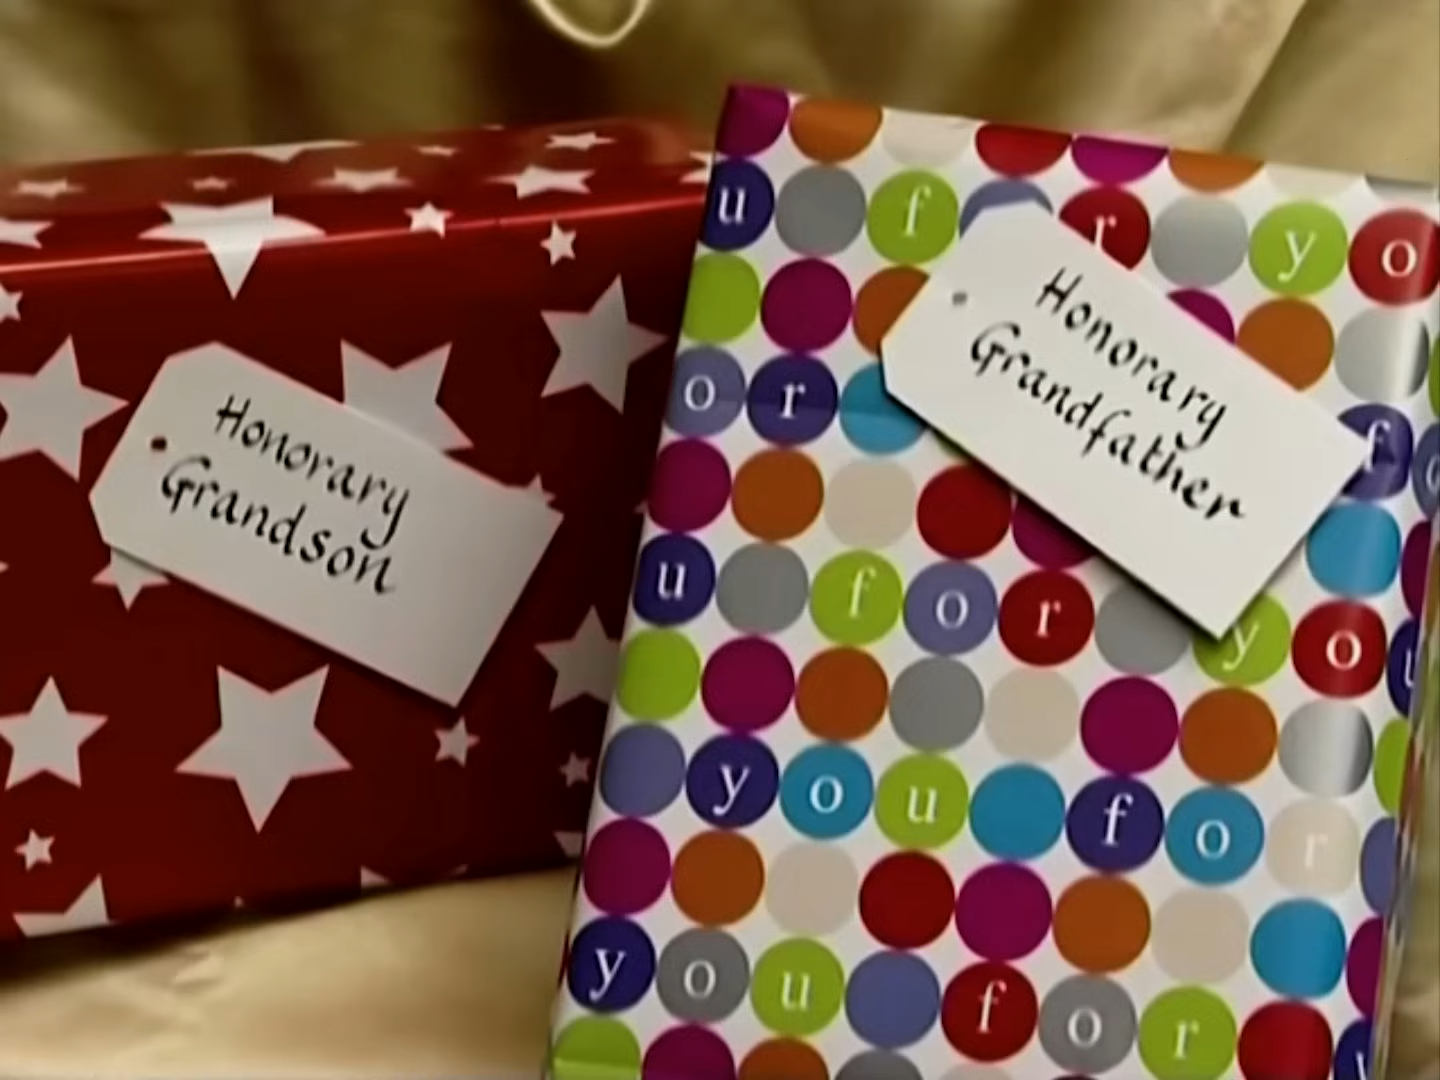 Honorary
Grandson
Honorary
Grandfather
u f r y o
o r f o
u f o r y o u
y o u f o r
y o u f o r y